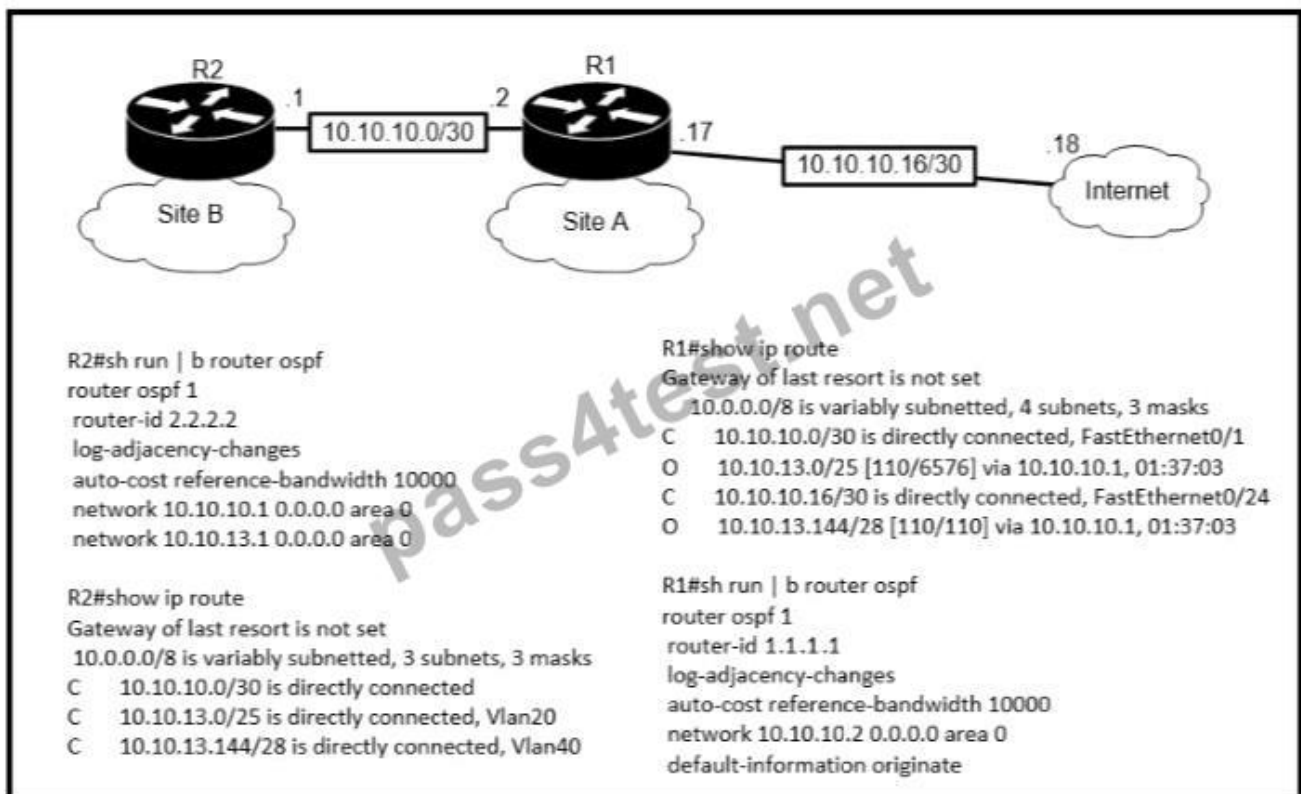 R2
R1
.1
10.10.10.0/30
.2
.17
10.10.10.16/30
.18
Internet
Site B
Site A
pass4test.net
R2#sh run | b router ospf
router ospf 1
router-id 2.2.2.2
log-adjacency-changes
auto-cost reference-bandwidth 10000
network 10.10.10.1 0.0.0.0 area 0
network 10.10.13.1 0.0.0.0 area 0
R2#show ip route
Gateway of last resort is not set
10.0.0.0/8 is variably subnetted, 3 subnets, 3 masks
C 10.10.10.0/30 is directly connected
C 10.10.13.0/25 is directly connected, Vlan20
C 10.10.13.144/28 is directly connected, Vlan40
R1#show ip route
Gateway of last resort is not set
10.0.0.0/8 is variably subnetted, 4 subnets, 3 masks
C 10.10.10.0/30 is directly connected, FastEthernet0/1
O 10.10.13.0/25 [110/6576] via 10.10.10.1, 01:37:03
C 10.10.10.16/30 is directly connected, FastEthernet0/24
O 10.10.13.144/28 [110/110] via 10.10.10.1, 01:37:03
R1#sh run | b router ospf
router ospf 1
router-id 1.1.1.1
log-adjacency-changes
auto-cost reference-bandwidth 10000
network 10.10.10.2 0.0.0.0 area 0
default-information originate